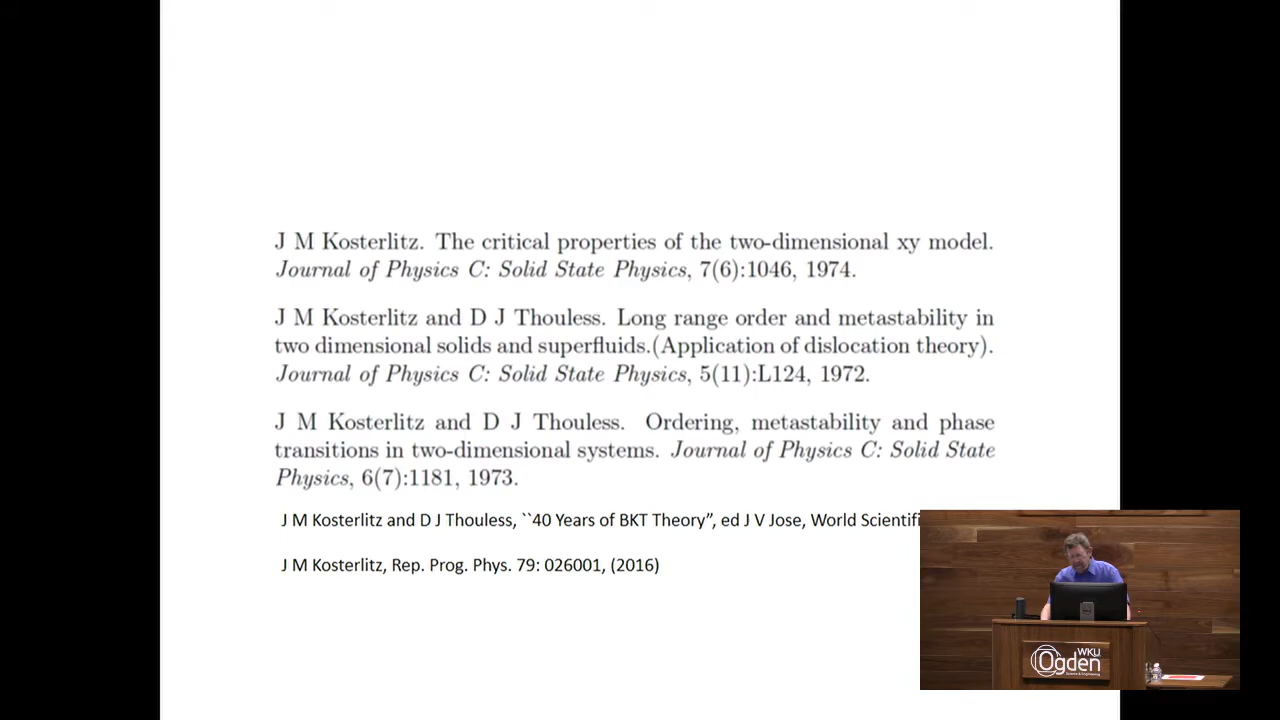 J M Kosterlitz. The critical properties of the two-dimensional xy model.
Journal of Physics C: Solid State Physics, 7(6):1046, 1974.
J M Kosterlitz and D J Thouless. Long range order and metastability in
two dimensional solids and superfluids.(Application of dislocation theory).
Journal of Physics C: Solid State Physics, 5(11):L124, 1972.
J M Kosterlitz and D J Thouless. Ordering, metastability and phase
transitions in two-dimensional systems. Journal of Physics C: Solid State
Physics, 6(7):1181, 1973.
J M Kosterlitz and D J Thouless, ``40 Years of BKT Theory”, ed J V Jose, World Scientifi
J M Kosterlitz, Rep. Prog. Phys. 79: 026001, (2016)
WKU
Ogden
Science & Engineering